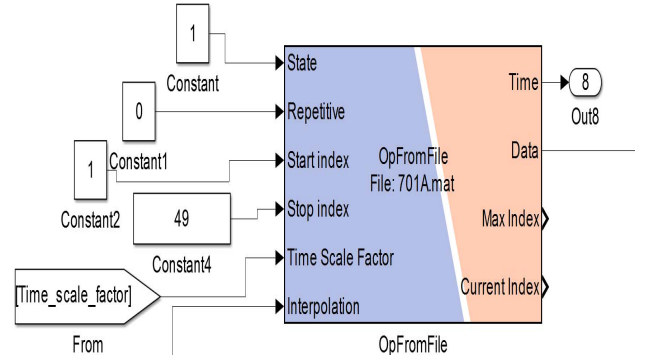 1
Constant
0
Constant1
1
Constant2
49
Constant4
[Time_scale_factor]
From
State
Repetitive
Start index
Stop index
Time Scale Factor
Interpolation
OpFromFile
File: 701A.mat
Time
Data
Max Index
Current Index
OpFromFile
8
Out8